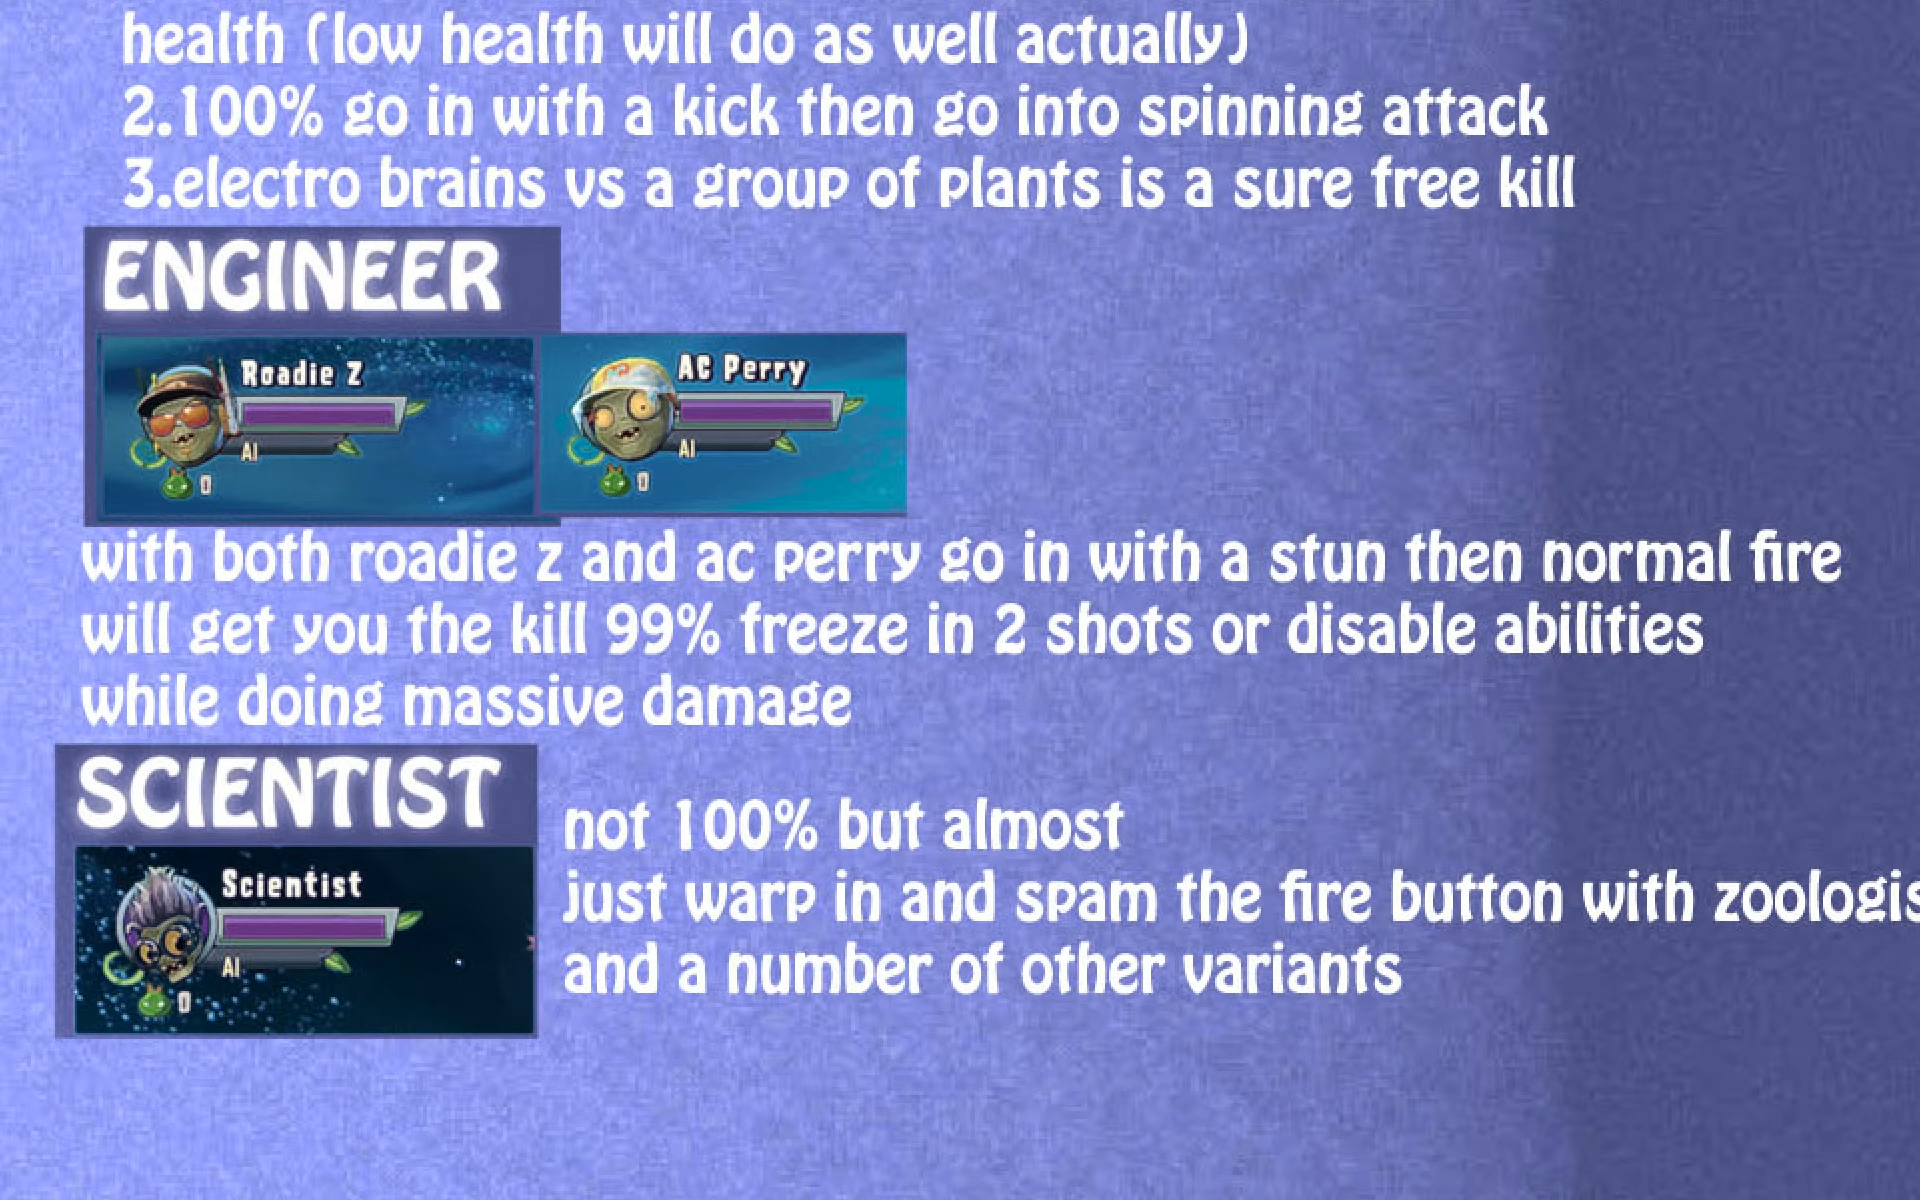 health (low health will do as well actually)
2.100% go in with a kick then go into spinning attack
3.electro brains vs a group of plants is a sure free kill
ENGINEER
Roadie Z
AI
0
AC Perry
AI
0
with both roadie z and ac perry go in with a stun then normal fire
will get you the kill 99% freeze in 2 shots or disable abilities
while doing massive damage
SCIENTIST
Scientist
AI
0
not 100% but almost
just warp in and spam the fire button with zoologis
and a number of other variants